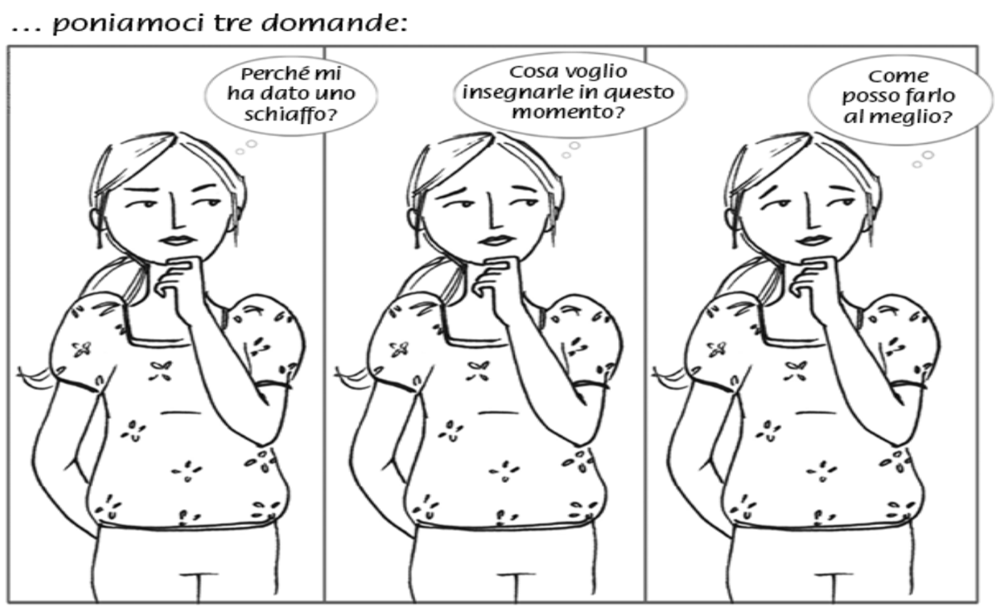 ... poniamoci tre domande:
Perché mi
ha dato uno
schiaffo?
Cosa voglio
insegnarle in questo
momento?
Come
posso farlo
al meglio?